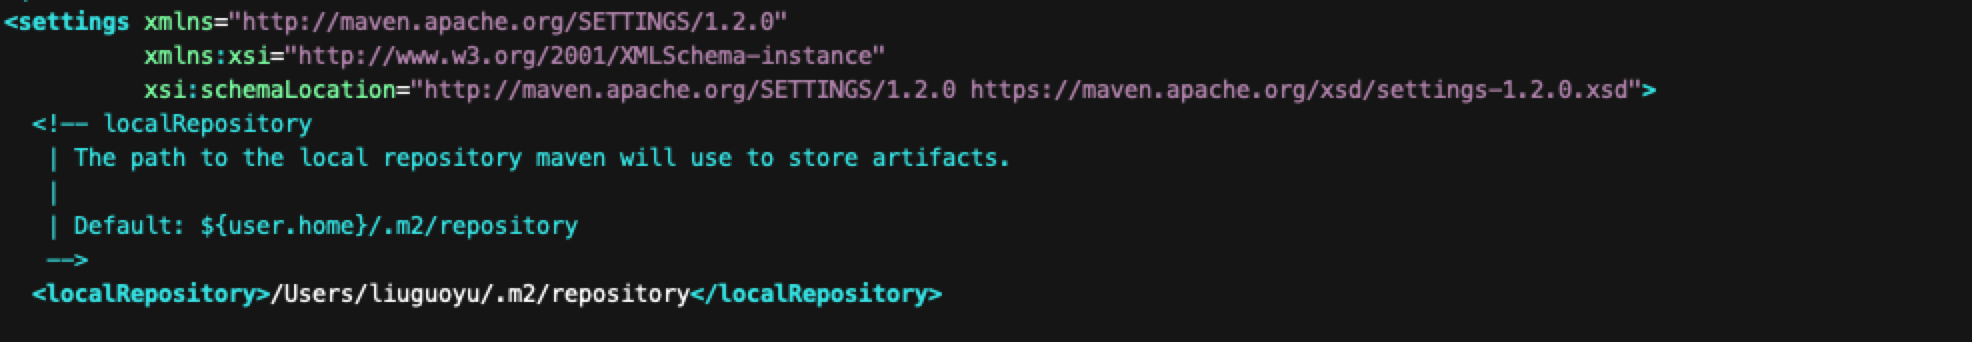 <settings xmlns="http://maven.apache.org/SETTINGS/1.2.0"
xmlns:xsi="http://www.w3.org/2001/XMLSchema-instance"
xsi:schemaLocation="http://maven.apache.org/SETTINGS/1.2.0 https://maven.apache.org/xsd/settings-1.2.0.xsd">
<!-- localRepository
| The path to the local repository maven will use to store artifacts.
|
| Default: ${user.home}/.m2/repository
-->
<localRepository>/Users/liuguoyu/.m2/repository</localRepository>